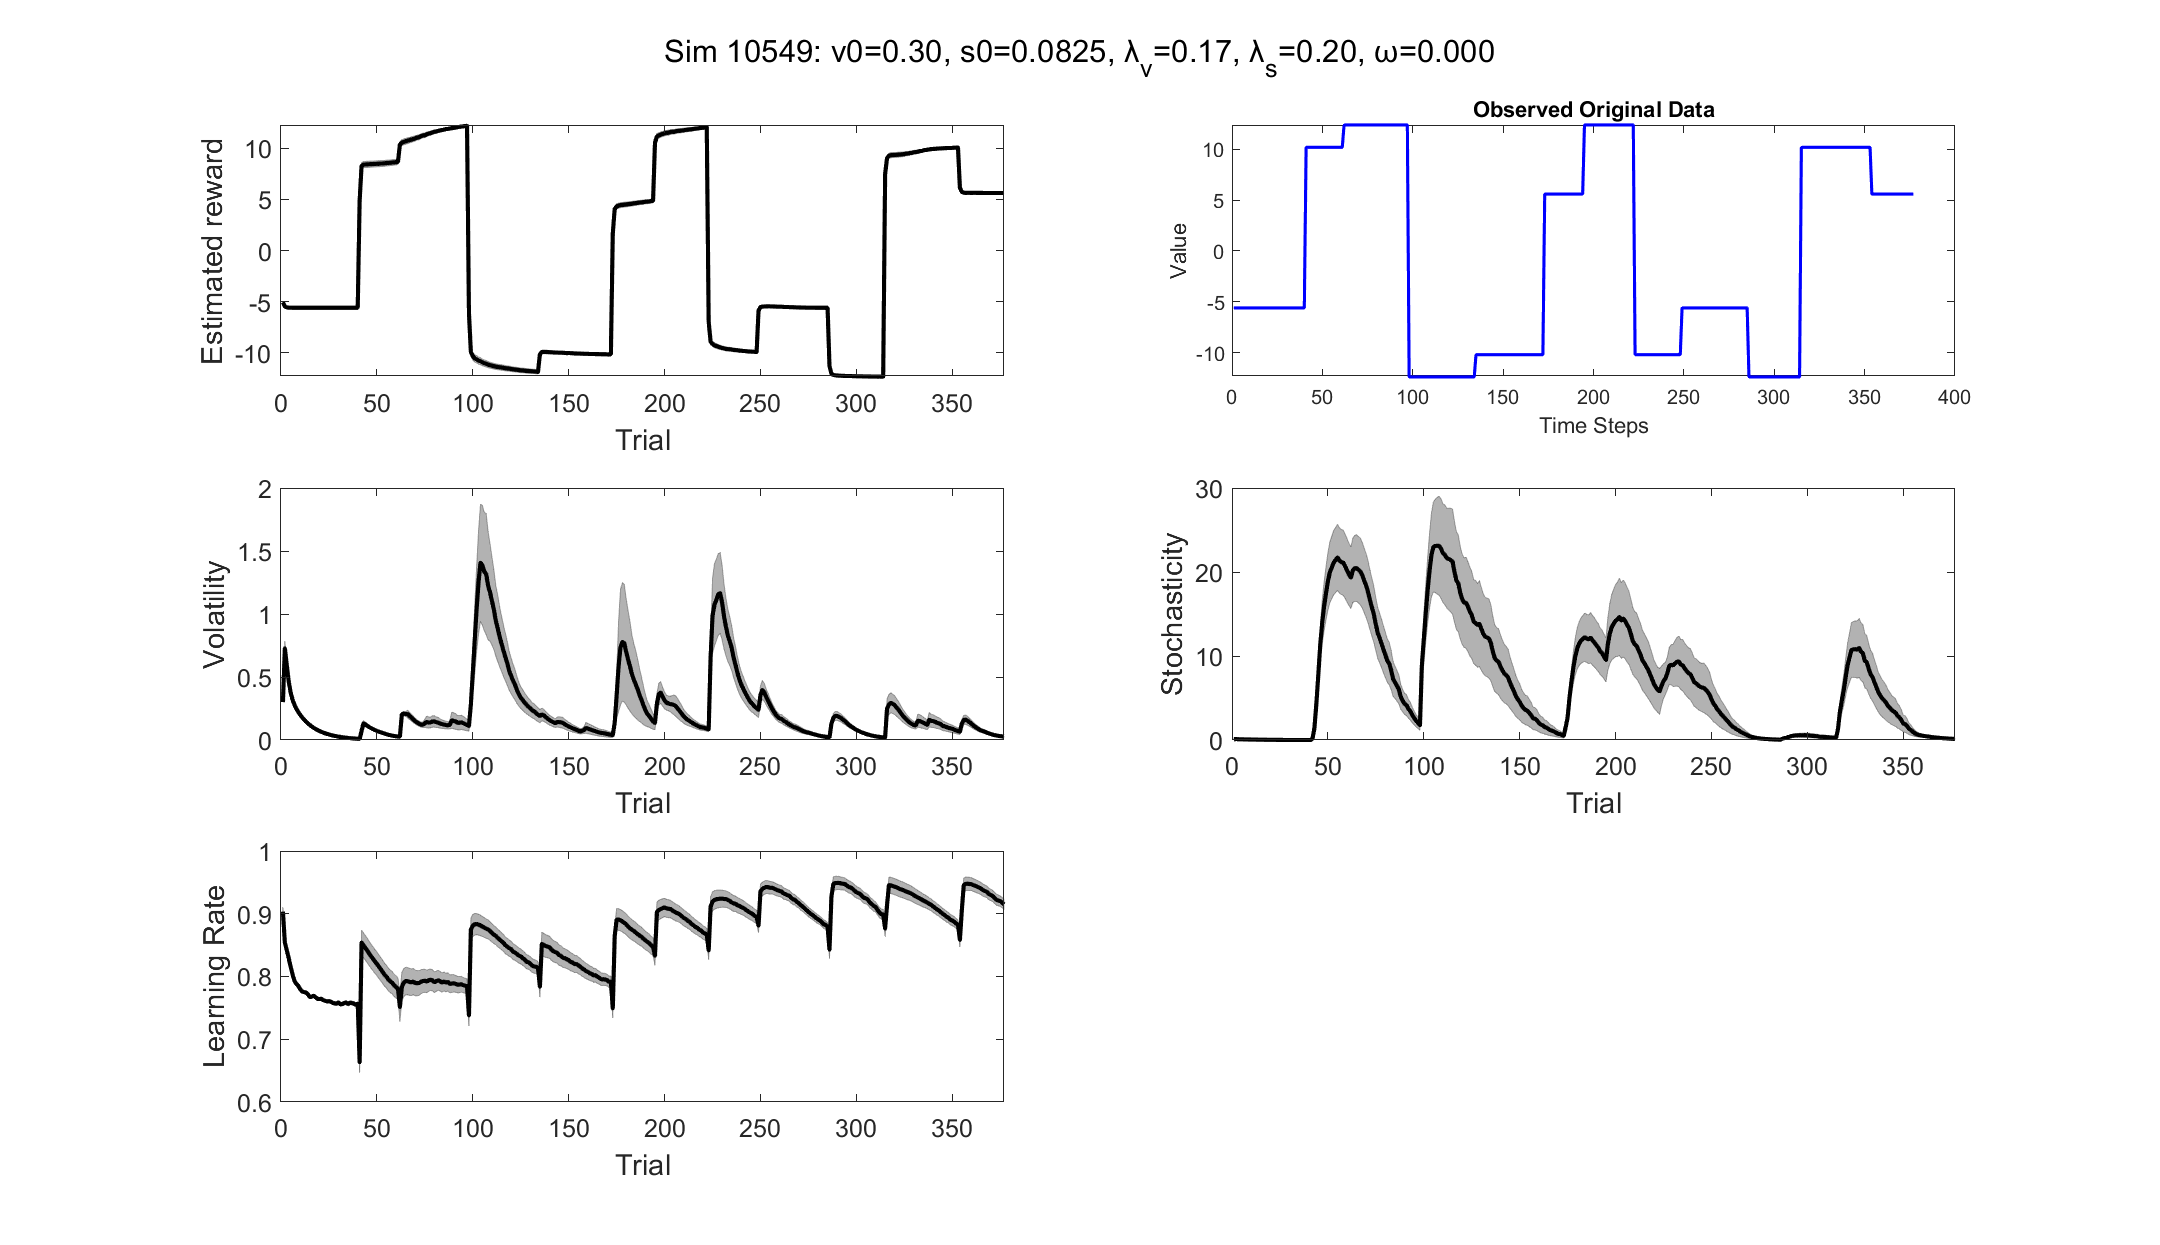 Sim 10549: v0=0.30, s0=0.0825, λ_v=0.17, λ_s=0.20, ω=0.000
Estimated reward
10
5
0
-5
-10
0 50 100 150 200 250 300 350
Trial
Observed Original Data
Value
10
5
0
-5
-10
0 50 100 150 200 250 300 350 400
Time Steps
Volatility
2
1.5
1
0.5
0
0 50 100 150 200 250 300 350
Trial
Stochasticity
30
20
10
0
0 50 100 150 200 250 300 350
Trial
Learning Rate
1
0.9
0.8
0.7
0.6
0 50 100 150 200 250 300 350
Trial